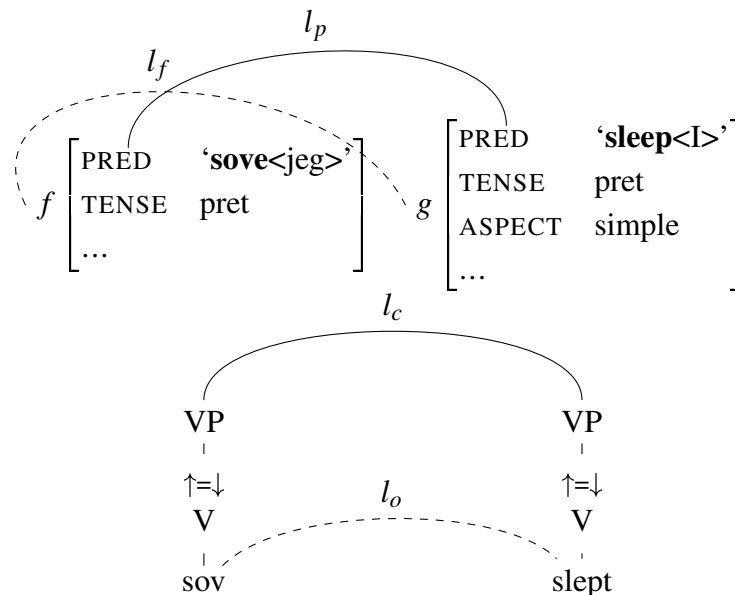 l_p
l_f
f [PRED ‘sove<jeg>’ TENSE pret ...]
g [PRED ‘sleep<I>’ TENSE pret ASPECT simple ...]
l_c
VP VP
↑=↓ ↑=↓
V V
l_o
sov slept